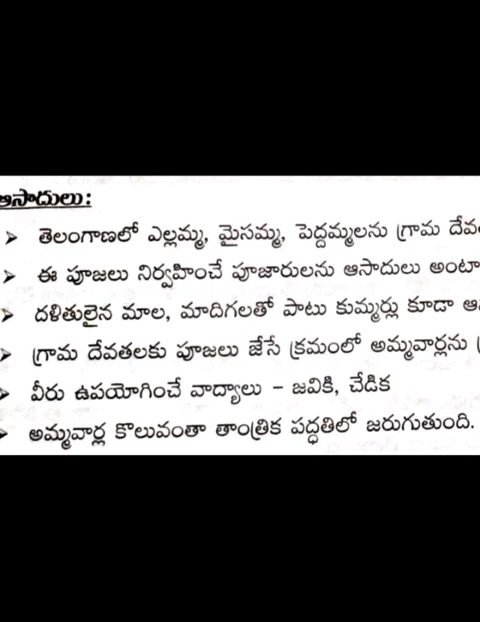 ఆసాదులు:
➤ తెలంగాణలో ఎల్లమ్మ, మైసమ్మ, పెద్దమ్మలను గ్రామ
➤ ఈ పూజలు నిర్వహించే పూజారులను ఆసాదులు
➤ దళితులైన మాల, మాదిగలతో పాటు కుమ్మర్లు కూడా
➤ గ్రామ దేవతలకు పూజలు జేసే క్రమంలో అమ్మవార్లను
➤ వీరు ఉపయోగించే వాద్యాలు - జవికి, చేడిక
➤ అమ్మవార్ల కొలువంతా తాంత్రిక పద్ధతిలో జరుగుతుంది.